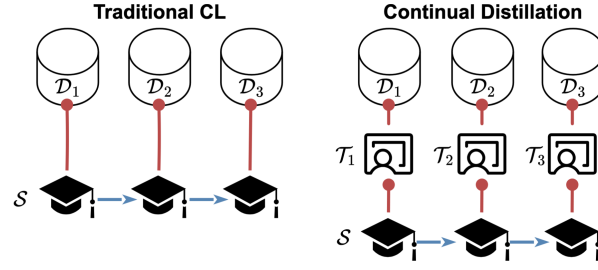 Traditional CL
𝒟₁ 𝒟₂ 𝒟₃
𝒮
Continual Distillation
𝒟₁ 𝒟₂ 𝒟₃
𝒯₁ 𝒯₂ 𝒯₃
𝒮